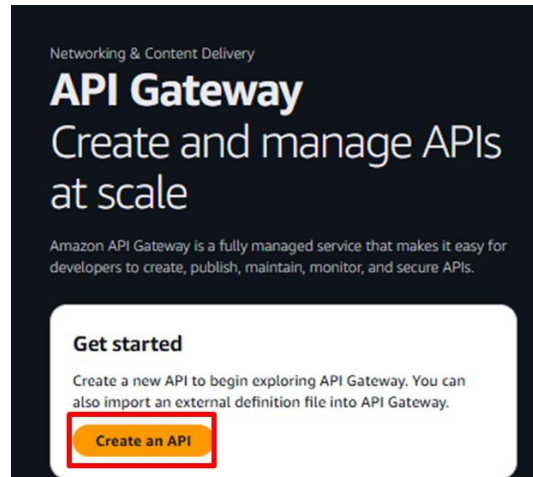 Networking & Content Delivery
API Gateway
Create and manage APIs
at scale
Amazon API Gateway is a fully managed service that makes it easy for
developers to create, publish, maintain, monitor, and secure APIs.
Get started
Create a new API to begin exploring API Gateway. You can
also import an external definition file into API Gateway.
Create an API